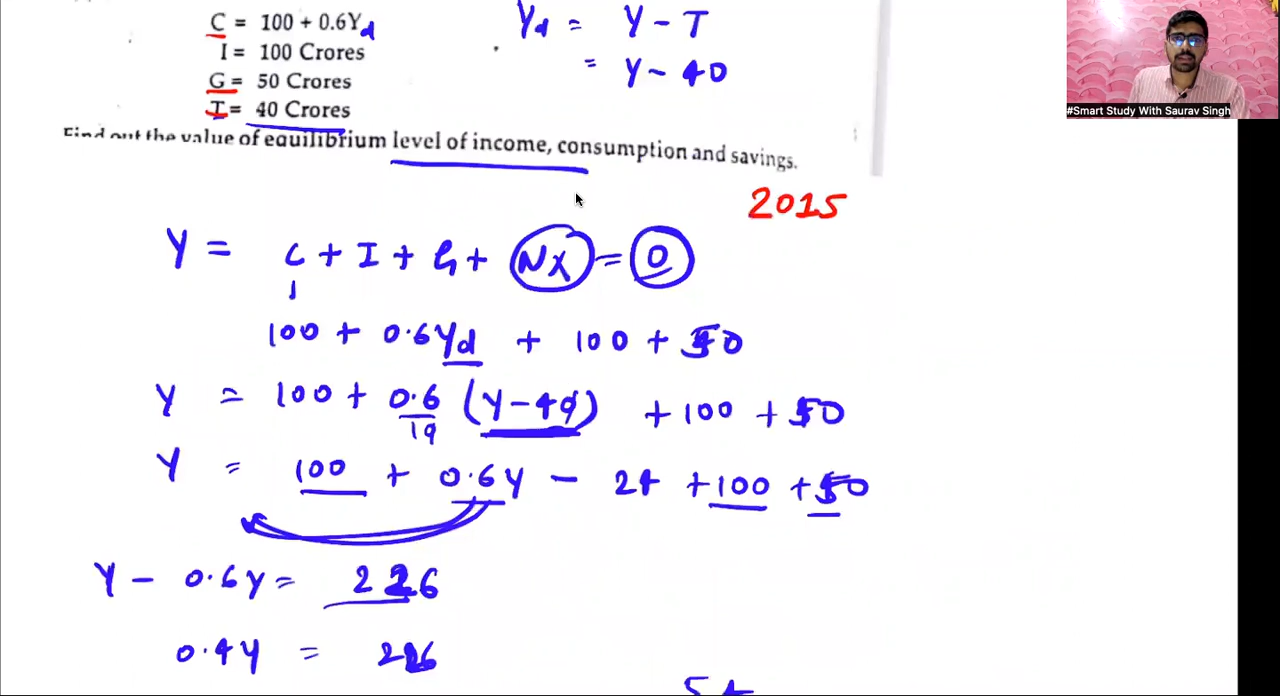 C = 100 + 0.6Yd
I = 100 Crores
G = 50 Crores
T = 40 Crores
Yd = Y - T
= Y - 40
#Smart Study With Saurav Singh
Find out the value of equilibrium level of income, consumption and savings.
2015
Y = C + I + G + NX = 0
100 + 0.6Yd + 100 + 50
Y = 100 + 0.6 (Y - 40) + 100 + 50
10
Y = 100 + 0.6Y - 24 + 100 + 50
Y - 0.6Y = 226
0.4Y = 226